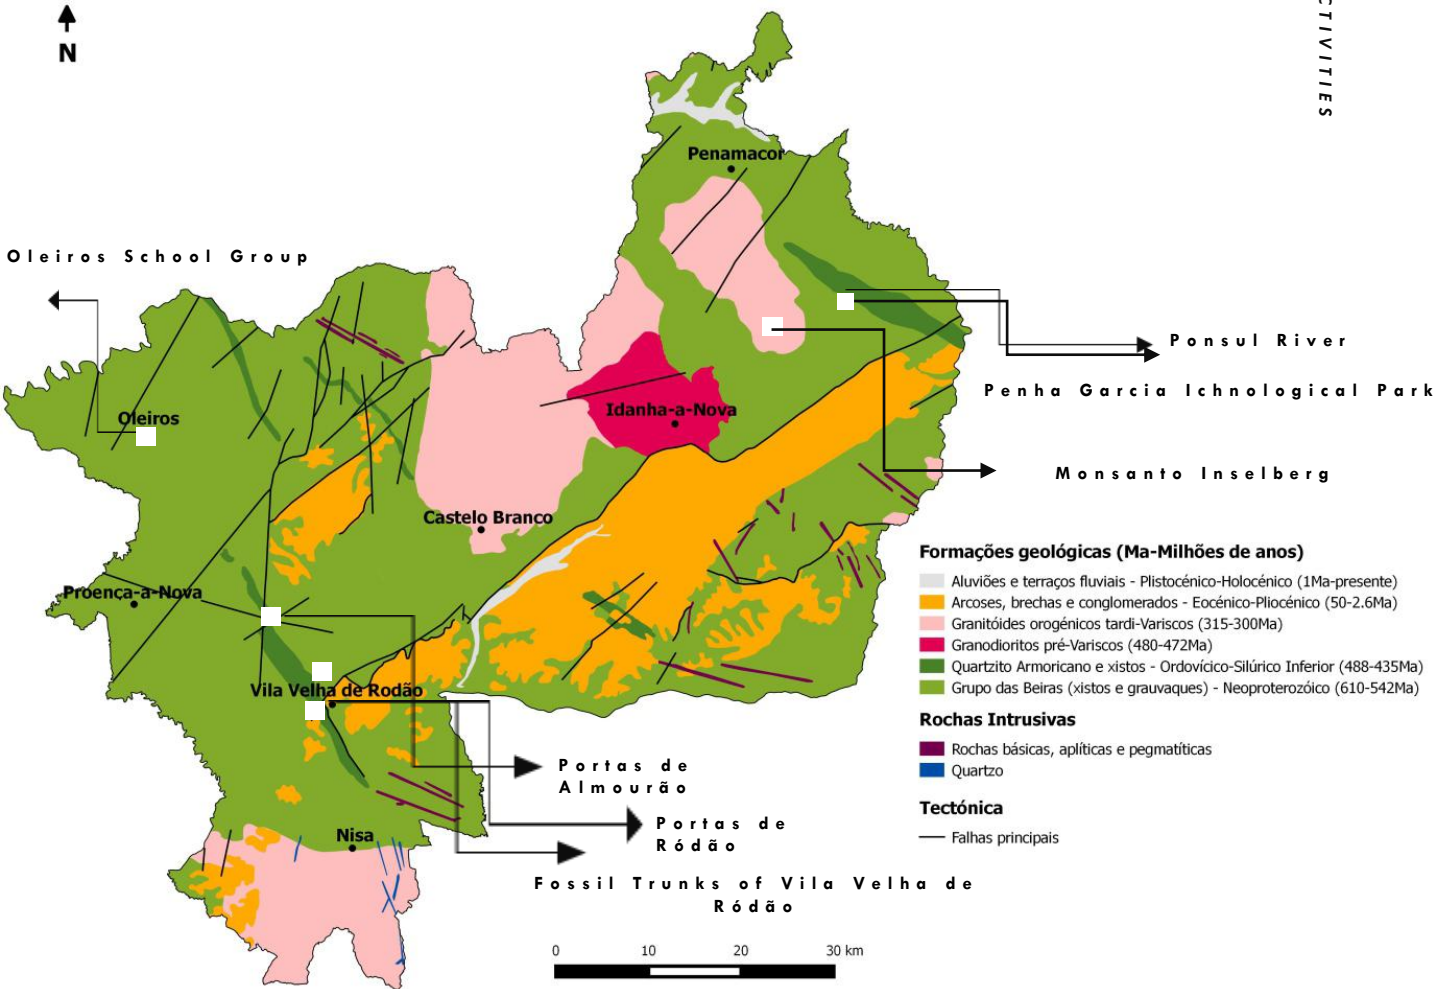 CTIVITIES
N
Penamacor
Oleiros School Group
Ponsul River
Penha Garcia Ichnological Park
Oleiros
Idanha-a-Nova
Monsanto Inselberg
Castelo Branco
Formações geológicas (Ma-Milhões de anos)
Aluviões e terraços fluviais - Plistocénico-Holocénico (1Ma-presente)
Arcoses, brechas e conglomerados - Eocénico-Pliocénico (50-2.6Ma)
Granitóides orogénicos tardi-Variscos (315-300Ma)
Granodioritos pré-Variscos (480-472Ma)
Quartzito Armoricano e xistos - Ordovícico-Silúrico Inferior (488-435Ma)
Grupo das Beiras (xistos e grauvaques) - Neoproterozóico (610-542Ma)
Proença-a-Nova
Vila Velha de Rodão
Rochas Intrusivas
Rochas básicas, aplíticas e pegmatíticas
Quartzo
Tectónica
Falhas principais
Portas de
Almourão
Portas de
Ródão
Nisa
Fossil Trunks of Vila Velha de
Ródão
0 10 20 30 km